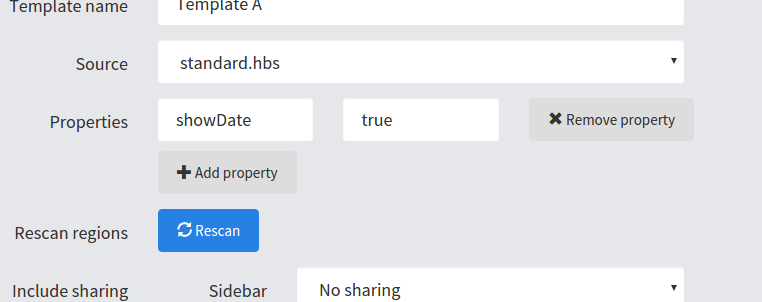 Template name Template A
Source standard.hbs
Properties showDate true Remove property
Add property
Rescan regions Rescan
Include sharing Sidebar No sharing